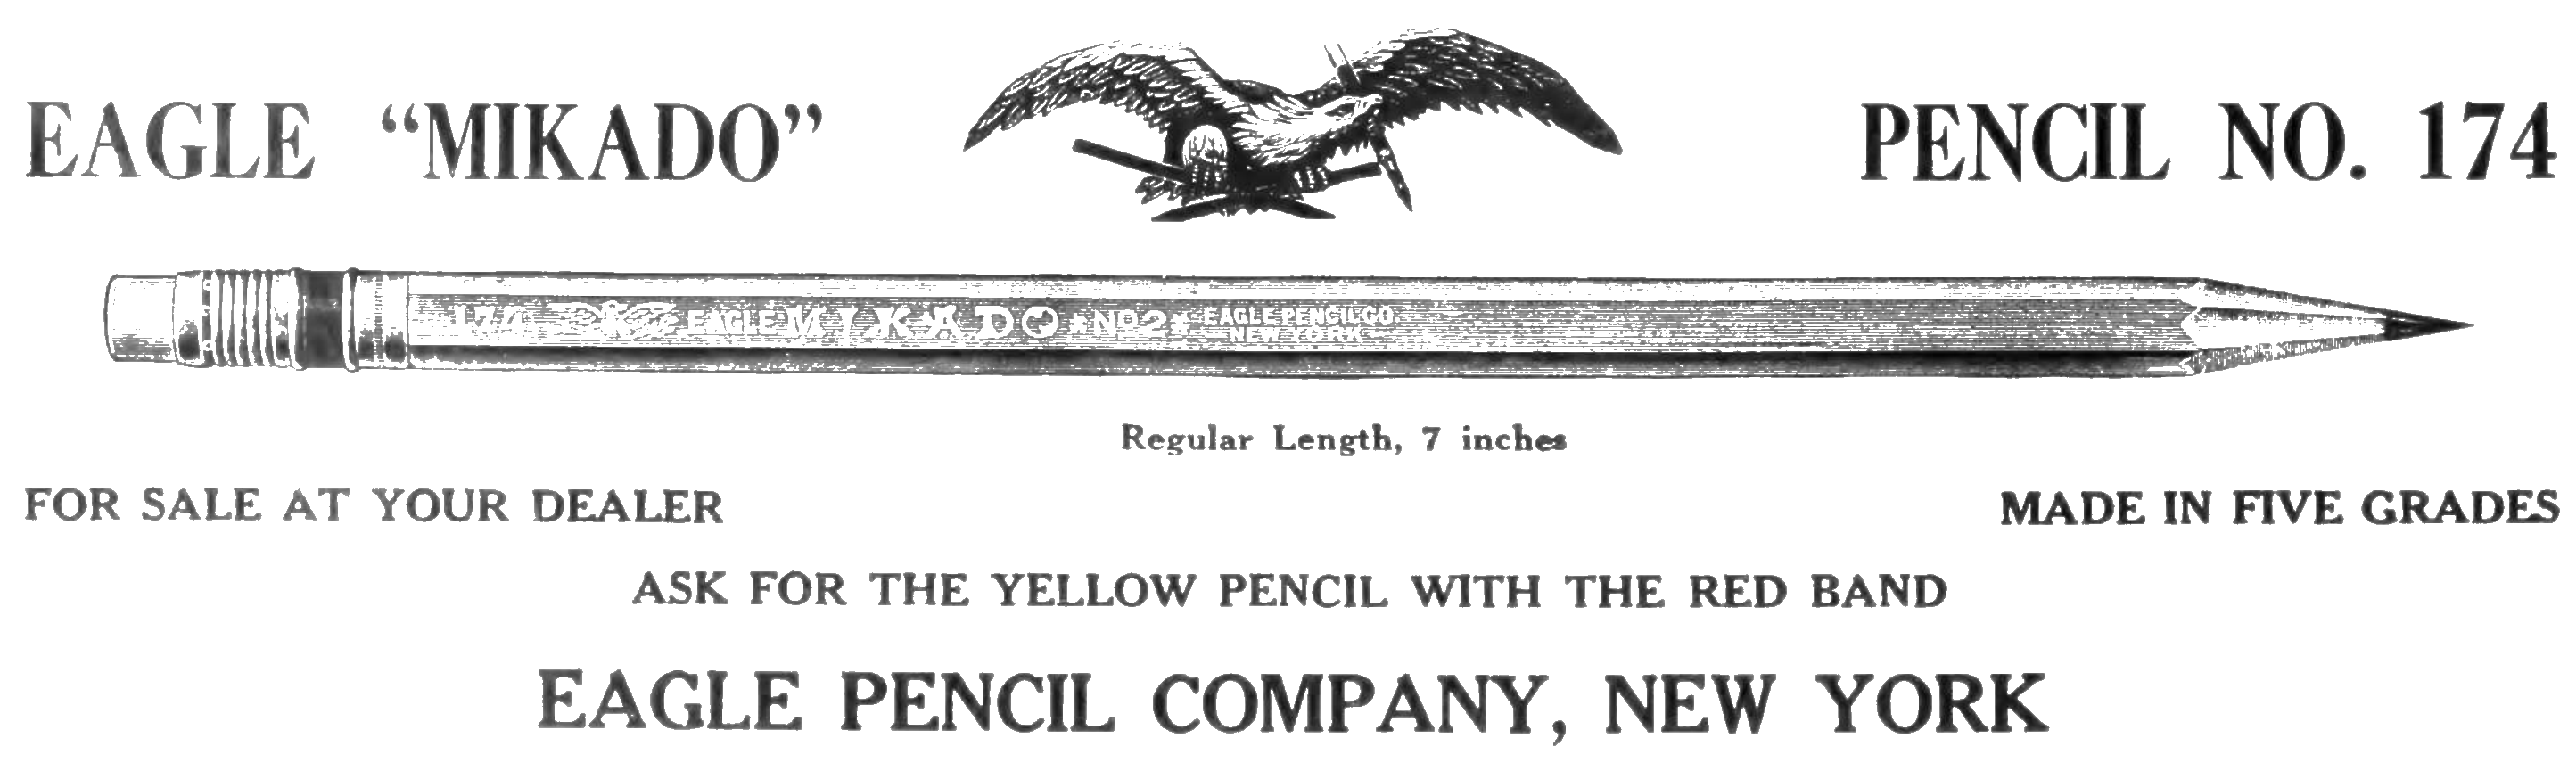 EAGLE "MIKADO" PENCIL NO. 174
174 EAGLE MIKADO *No2* EAGLE PENCIL CO.
NEW YORK
Regular Length, 7 inches
FOR SALE AT YOUR DEALER MADE IN FIVE GRADES
ASK FOR THE YELLOW PENCIL WITH THE RED BAND
EAGLE PENCIL COMPANY, NEW YORK